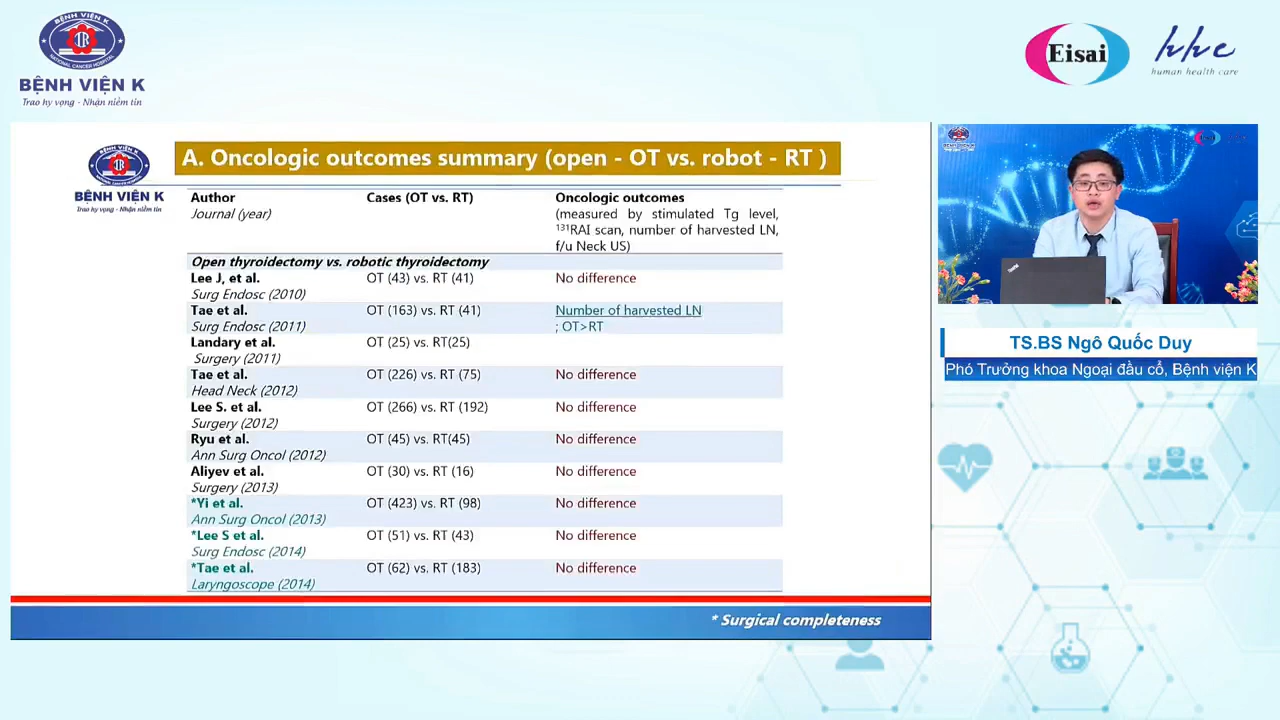 NATIONAL CANCER HOSPITAL
BỆNH VIỆN K
Trao hy vọng - Nhận niềm tin
Eisai
hhc
human health care
BỆNH VIỆN K
Trao hy vọng - Nhận niềm tin
A. Oncologic outcomes summary (open - OT vs. robot - RT )
Author Cases (OT vs. RT) Oncologic outcomes
Journal (year) (measured by stimulated Tg level,
131RAI scan, number of harvested LN,
f/u Neck US)
Open thyroidectomy vs. robotic thyroidectomy
Lee J, et al. OT (43) vs. RT (41) No difference
Surg Endosc (2010)
Tae et al. OT (163) vs. RT (41) Number of harvested LN
Surg Endosc (2011) ; OT>RT
Landary et al. OT (25) vs. RT(25)
Surgery (2011)
Tae et al. OT (226) vs. RT (75) No difference
Head Neck (2012)
Lee S. et al. OT (266) vs. RT (192) No difference
Surgery (2012)
Ryu et al. OT (45) vs. RT(45) No difference
Ann Surg Oncol (2012)
Aliyev et al. OT (30) vs. RT (16) No difference
Surgery (2013)
*Yi et al. OT (423) vs. RT (98) No difference
Ann Surg Oncol (2013)
*Lee S et al. OT (51) vs. RT (43) No difference
Surg Endosc (2014)
*Tae et al. OT (62) vs. RT (183) No difference
Laryngoscope (2014)
* Surgical completeness
ThinkPad
TS.BS Ngô Quốc Duy
Phó Trưởng khoa Ngoại đầu cổ, Bệnh viện K